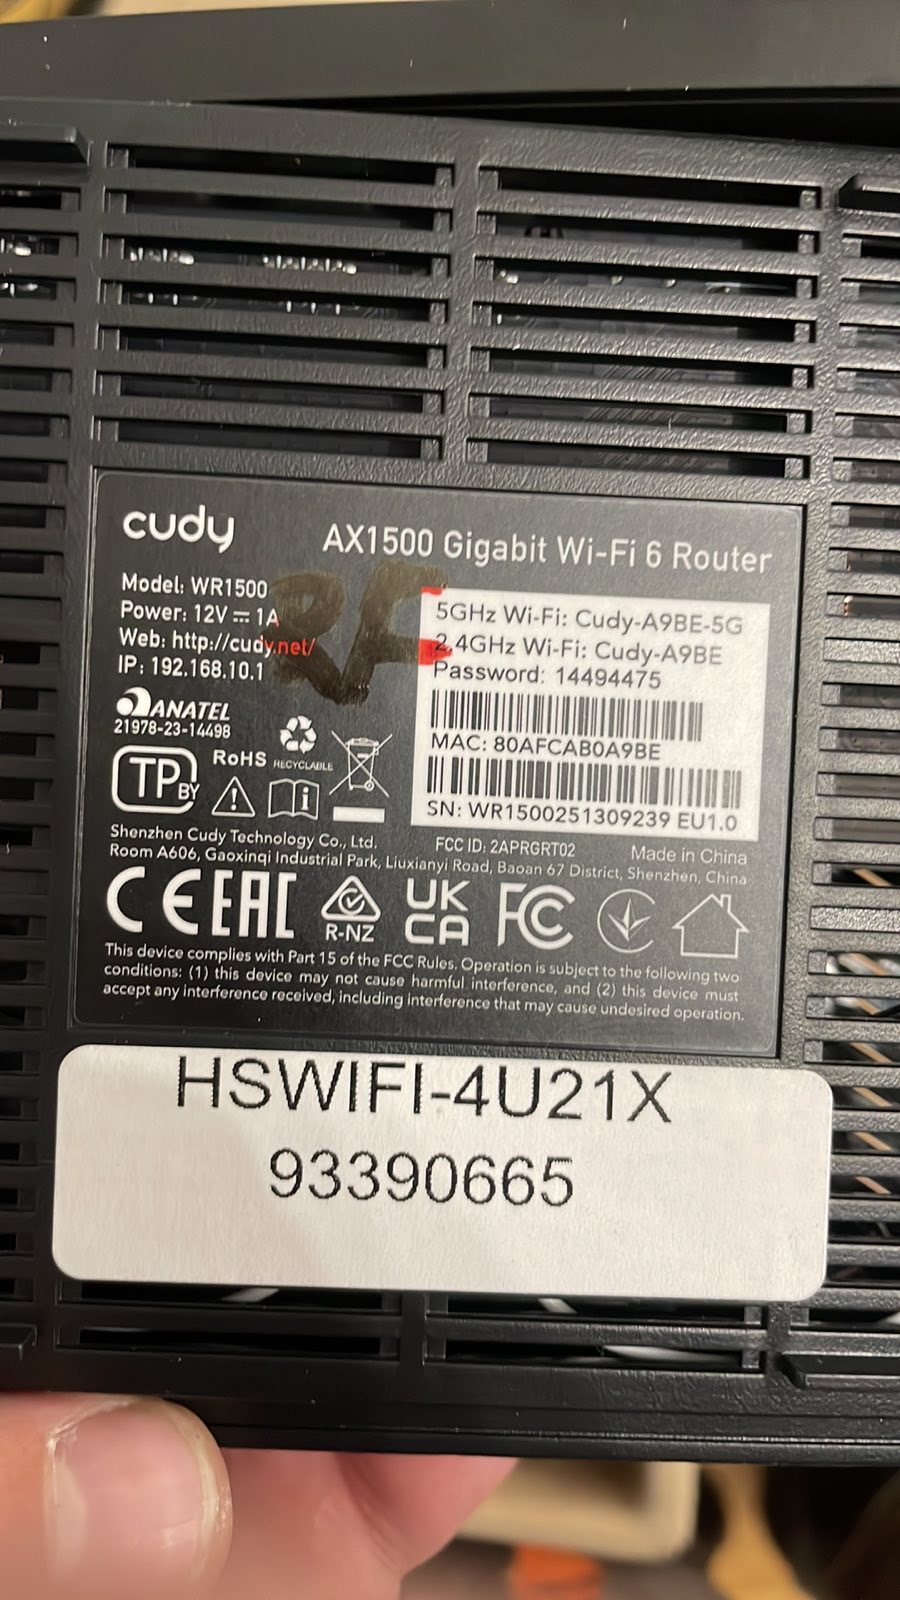 cudy
AX1500 Gigabit Wi-Fi 6 Router
Model: WR1500
Power: 12V ⎓ 1A
Web: http://cudy.net/
IP: 192.168.10.1
RF
5GHz Wi-Fi: Cudy-A9BE-5G
2.4GHz Wi-Fi: Cudy-A9BE
Password: 14494475
MAC: 80AFCAB0A9BE
SN: WR1500251309239 EU1.0
ANATEL
21978-23-14498
TP BY
RoHS
RECYCLABLE
Shenzhen Cudy Technology Co., Ltd.
FCC ID: 2APRGRT02
Made in China
Room A606, Gaoxinqi Industrial Park, Liuxianyi Road, Baoan 67 District, Shenzhen, China
CE EAC
R-NZ
UK
CA
FC
This device complies with Part 15 of the FCC Rules. Operation is subject to the following two
conditions: (1) this device may not cause harmful interference, and (2) this device must
accept any interference received, including interference that may cause undesired operation.
HSWIFI-4U21X
93390665